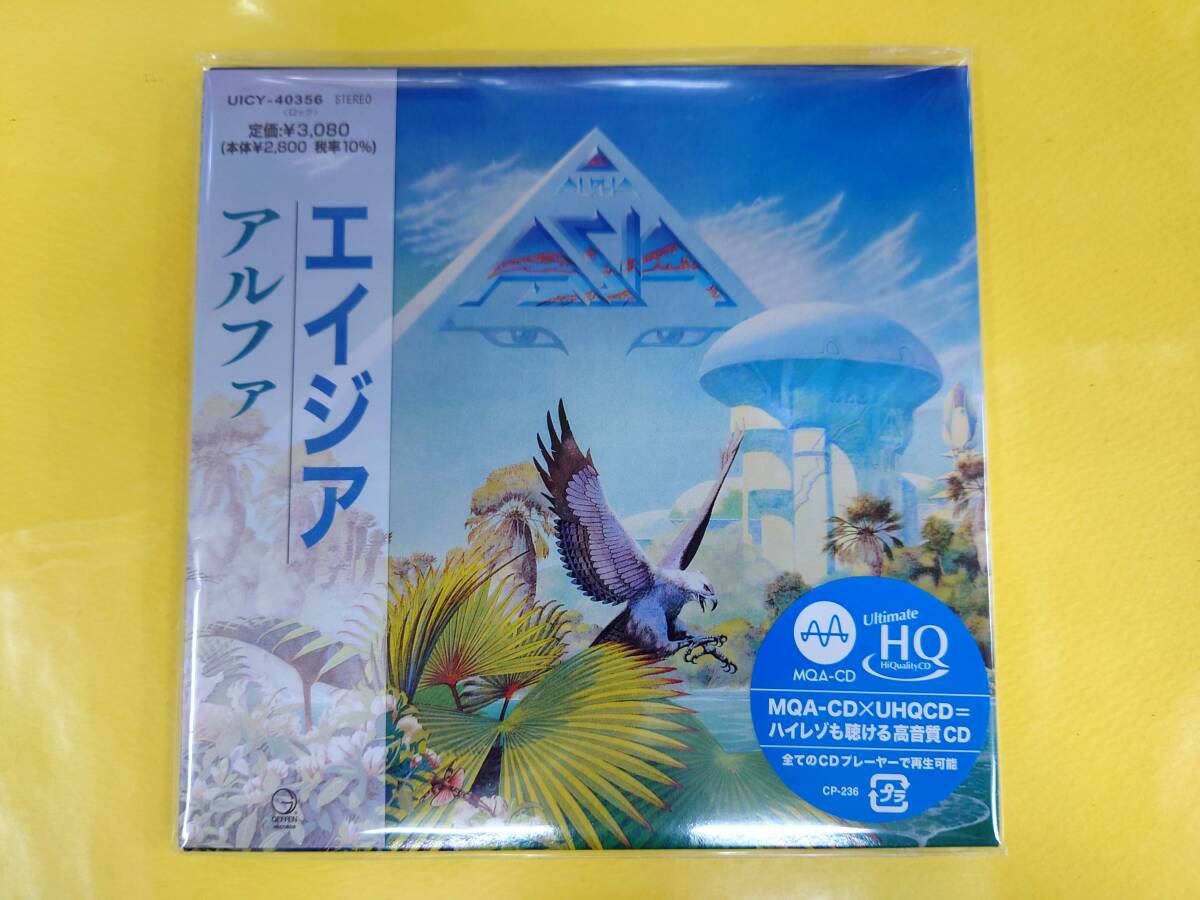 UICY-40356 STEREO
〈ロック〉
定価:¥3,080
(本体¥2,800 税率10%)
エイジア
アルファ
GEFFEN
RECORDS
ASIA
MQA-CD
Ultimate
HQ
HiQualityCD
MQA-CD×UHQCD=
ハイレゾも聴ける高音質CD
全てのCDプレーヤーで再生可能
CP-236
プラ